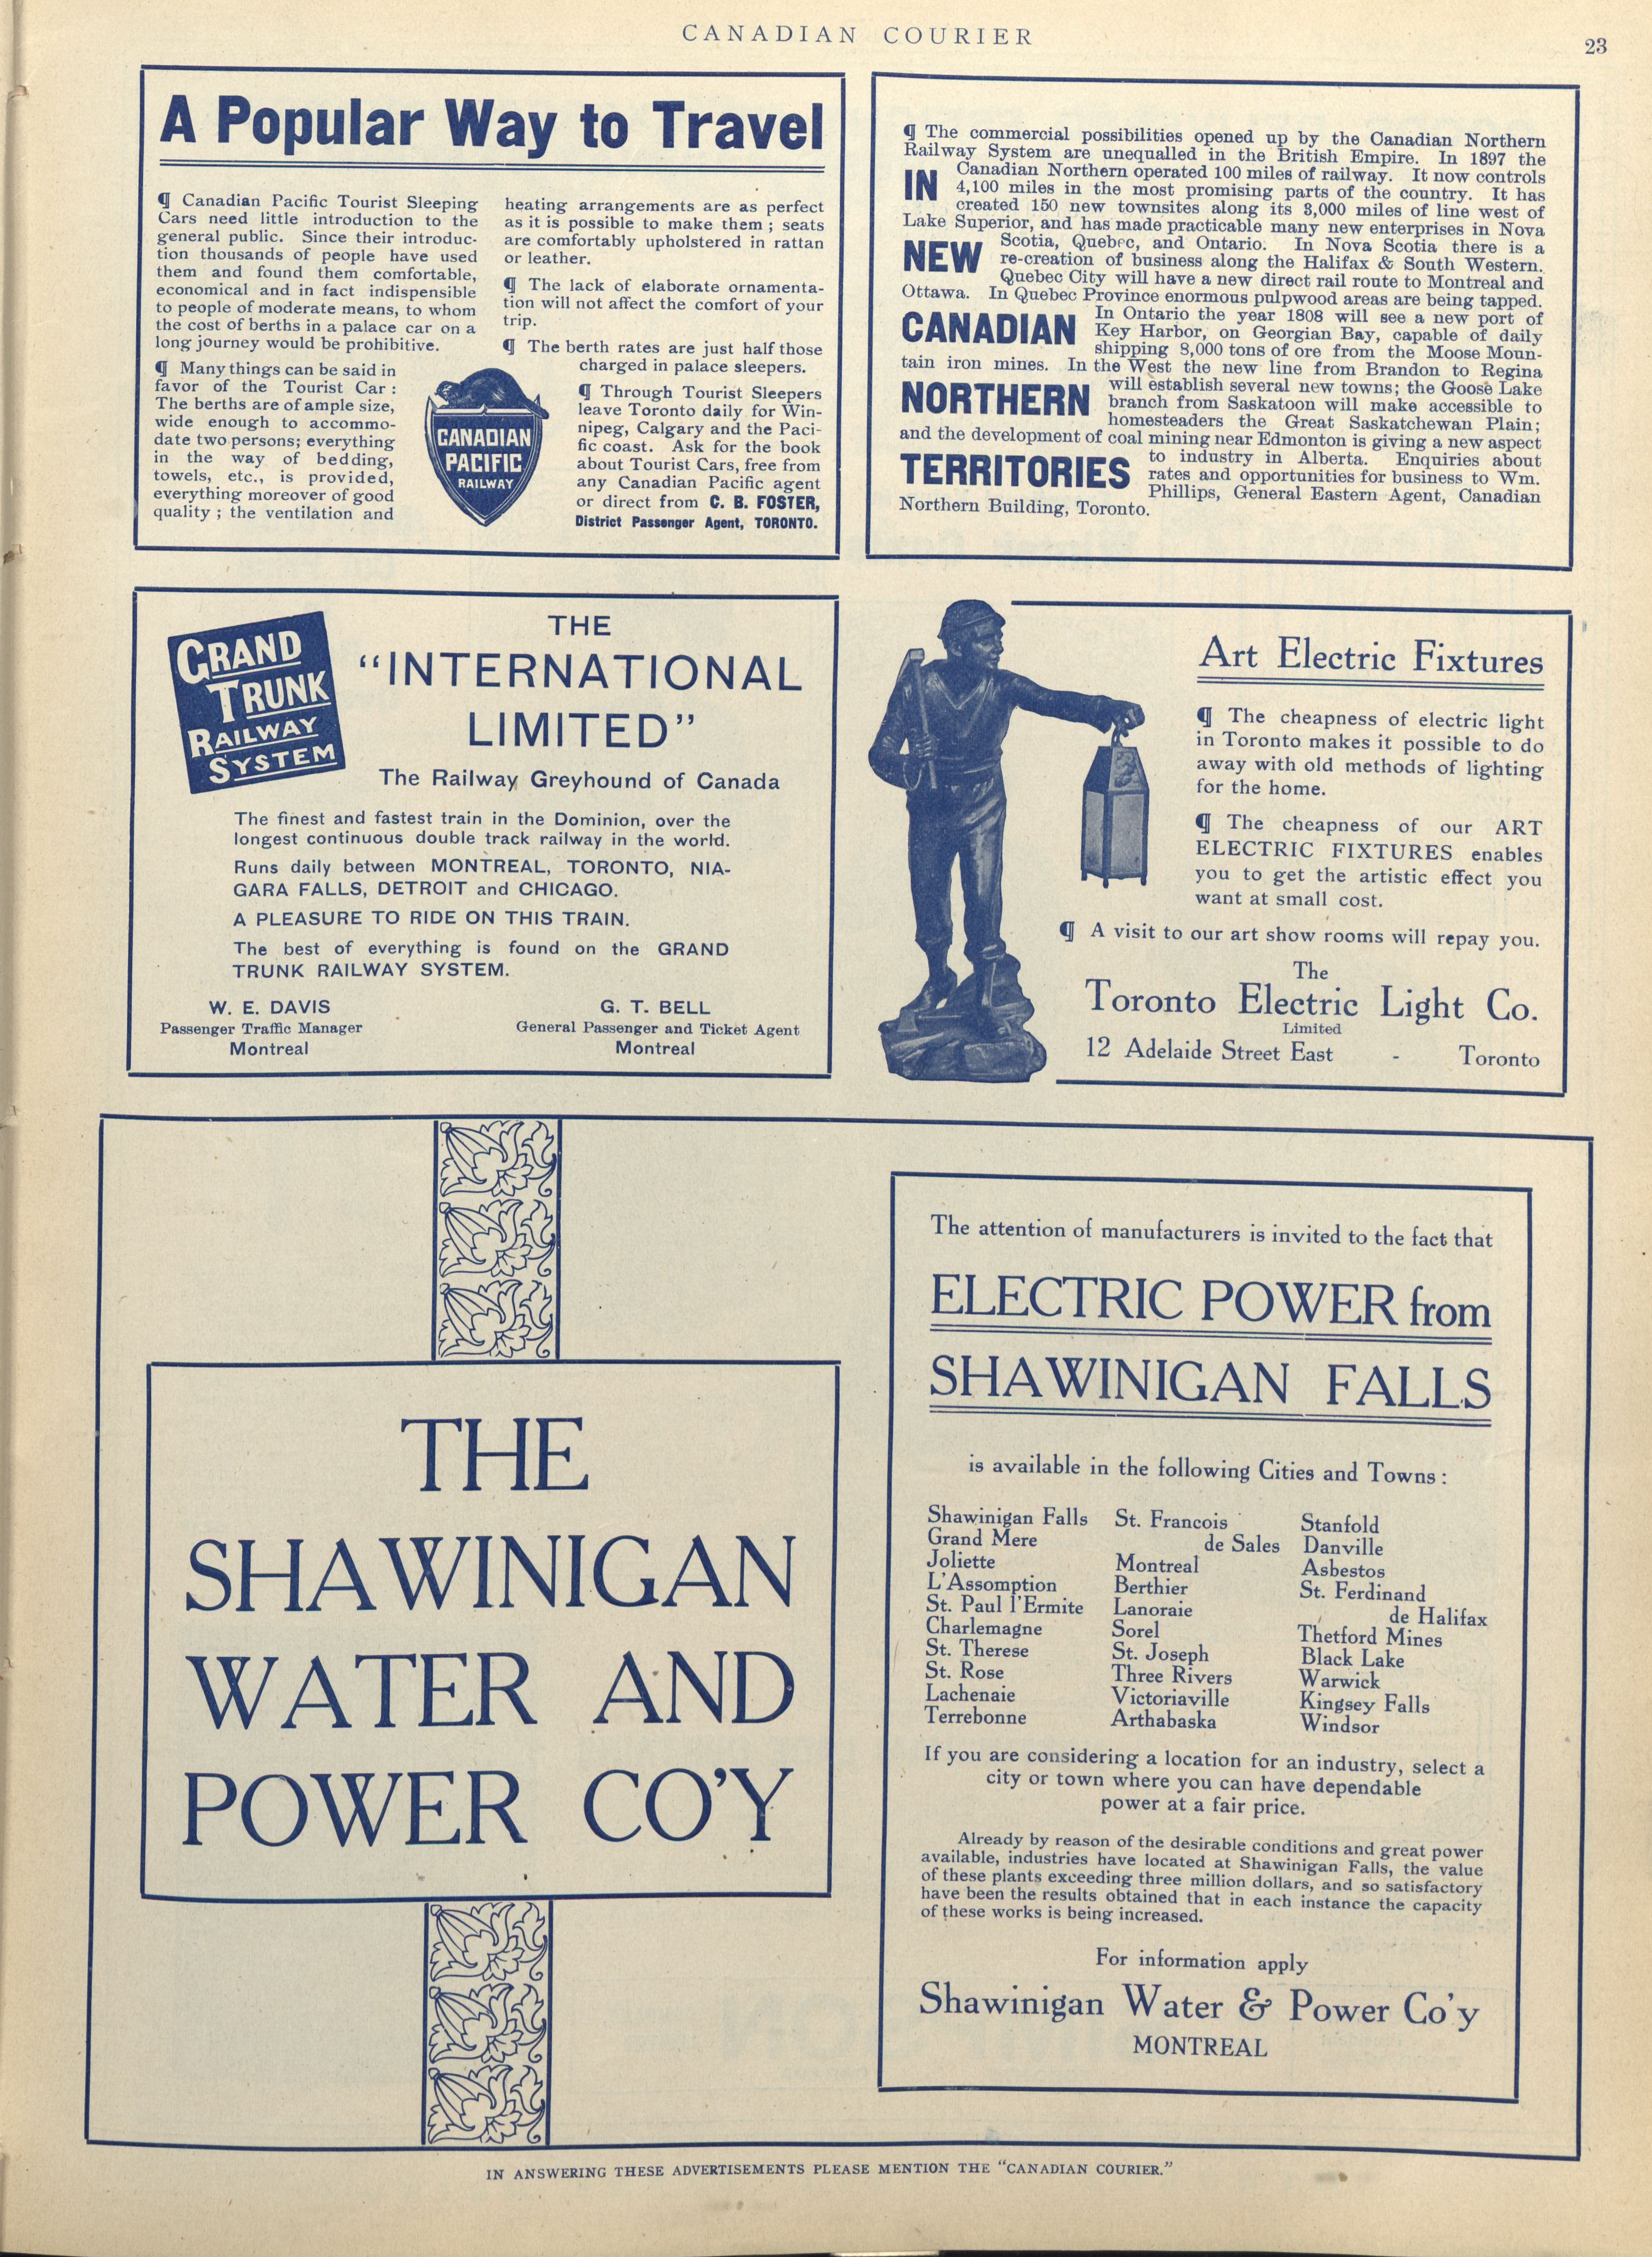 CANADIAN COURIER
23
A Popular Way to Travel
¶ Canadian Pacific Tourist Sleeping
Cars need little introduction to the
general public. Since their introduc-
tion thousands of people have used
them and found them comfortable,
economical and in fact indispensible
to people of moderate means, to whom
the cost of berths in a palace car on a
long journey would be prohibitive.
¶ Many things can be said in
favor of the Tourist Car:
The berths are of ample size,
wide enough to accommo-
date two persons; everything
in the way of bedding,
towels, etc., is provided,
everything moreover of good
quality; the ventilation and
heating arrangements are as perfect
as it is possible to make them; seats
are comfortably upholstered in rattan
or leather.
¶ The lack of elaborate ornamenta-
tion will not affect the comfort of your
trip.
¶ The berth rates are just half those
charged in palace sleepers.
¶ Through Tourist Sleepers
leave Toronto daily for Win-
nipeg, Calgary and the Paci-
fic coast. Ask for the book
about Tourist Cars, free from
any Canadian Pacific agent
or direct from C. B. FOSTER,
District Passenger Agent, TORONTO.
CANADIAN
PACIFIC
RAILWAY
¶ The commercial possibilities opened up by the Canadian Northern
Railway System are unequalled in the British Empire. In 1897 the
IN
Canadian Northern operated 100 miles of railway. It now controls
4,100 miles in the most promising parts of the country. It has
created 150 new townsites along its 3,000 miles of line west of
Lake Superior, and has made practicable many new enterprises in Nova
NEW
Scotia, Quebec, and Ontario. In Nova Scotia there is a
re-creation of business along the Halifax & South Western.
Quebec City will have a new direct rail route to Montreal and
Ottawa. In Quebec Province enormous pulpwood areas are being tapped.
CANADIAN
In Ontario the year 1808 will see a new port of
Key Harbor, on Georgian Bay, capable of daily
shipping 8,000 tons of ore from the Moose Moun-
tain iron mines. In the West the new line from Brandon to Regina
NORTHERN
will establish several new towns; the Goose Lake
branch from Saskatoon will make accessible to
homesteaders the Great Saskatchewan Plain;
and the development of coal mining near Edmonton is giving a new aspect
TERRITORIES
to industry in Alberta. Enquiries about
rates and opportunities for business to Wm.
Phillips, General Eastern Agent, Canadian
Northern Building, Toronto.
GRAND
TRUNK
RAILWAY
SYSTEM
THE
"INTERNATIONAL
LIMITED"
The Railway Greyhound of Canada
The finest and fastest train in the Dominion, over the
longest continuous double track railway in the world.
Runs daily between MONTREAL, TORONTO, NIA-
GARA FALLS, DETROIT and CHICAGO.
A PLEASURE TO RIDE ON THIS TRAIN.
The best of everything is found on the GRAND
TRUNK RAILWAY SYSTEM.
W. E. DAVIS
Passenger Traffic Manager
Montreal
G. T. BELL
General Passenger and Ticket Agent
Montreal
Art Electric Fixtures
¶ The cheapness of electric light
in Toronto makes it possible to do
away with old methods of lighting
for the home.
¶ The cheapness of our ART
ELECTRIC FIXTURES enables
you to get the artistic effect you
want at small cost.
¶ A visit to our art show rooms will repay you.
The
Toronto Electric Light Co.
Limited
12 Adelaide Street East - Toronto
THE
SHAWINIGAN
WATER AND
POWER CO'Y
The attention of manufacturers is invited to the fact that
ELECTRIC POWER from
SHAWINIGAN FALLS
is available in the following Cities and Towns:
Shawinigan Falls
Grand Mere
Joliette
L'Assomption
St. Paul l'Ermite
Charlemagne
St. Therese
St. Rose
Lachenaie
Terrebonne
St. Francois
de Sales
Montreal
Berthier
Lanoraie
Sorel
St. Joseph
Three Rivers
Victoriaville
Arthabaska
Stanfold
Danville
Asbestos
St. Ferdinand
de Halifax
Thetford Mines
Black Lake
Warwick
Kingsey Falls
Windsor
If you are considering a location for an industry, select a
city or town where you can have dependable
power at a fair price.
Already by reason of the desirable conditions and great power
available, industries have located at Shawinigan Falls, the value
of these plants exceeding three million dollars, and so satisfactory
have been the results obtained that in each instance the capacity
of these works is being increased.
For information apply
Shawinigan Water & Power Co'y
MONTREAL
IN ANSWERING THESE ADVERTISEMENTS PLEASE MENTION THE "CANADIAN COURIER."